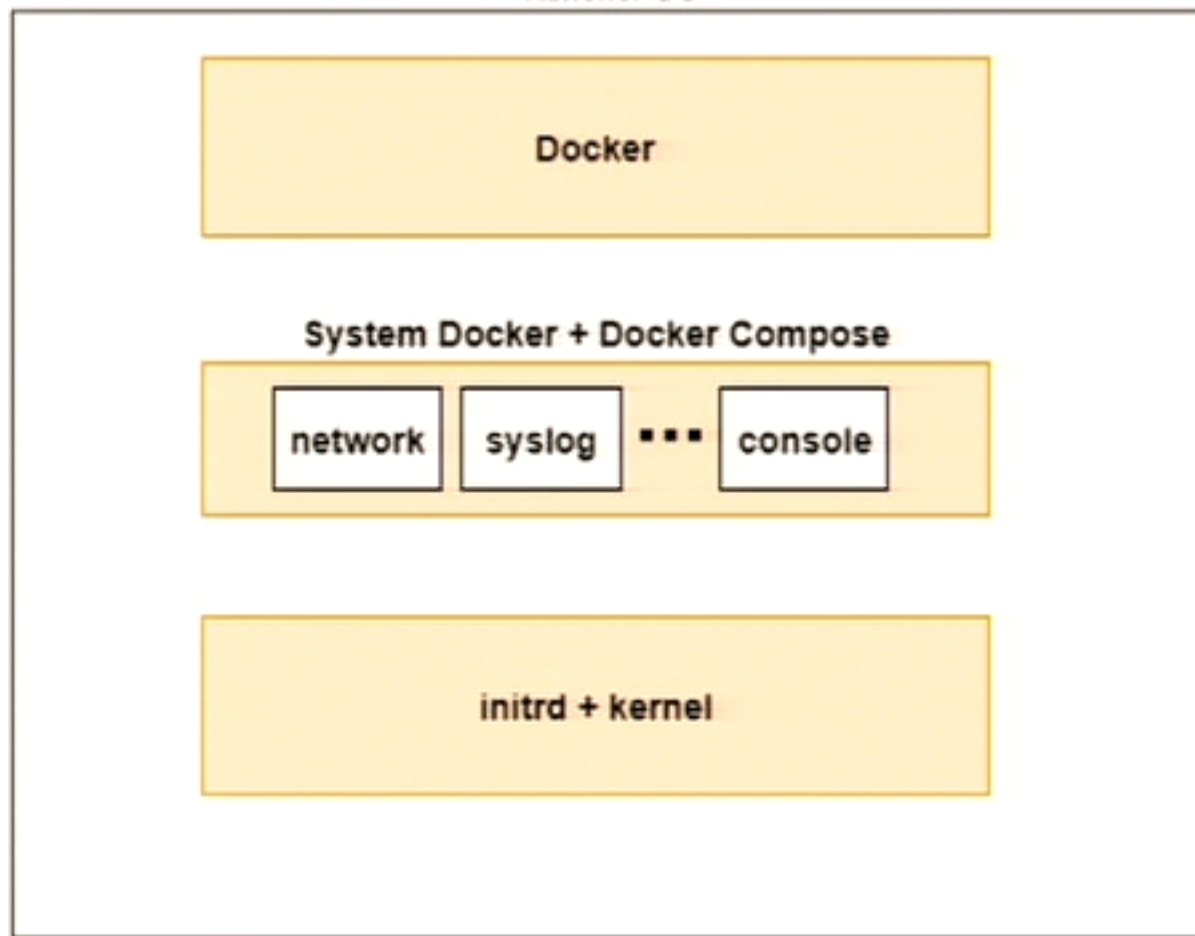 Docker
System Docker + Docker Compose
network syslog ▪▪▪ console
initrd + kernel